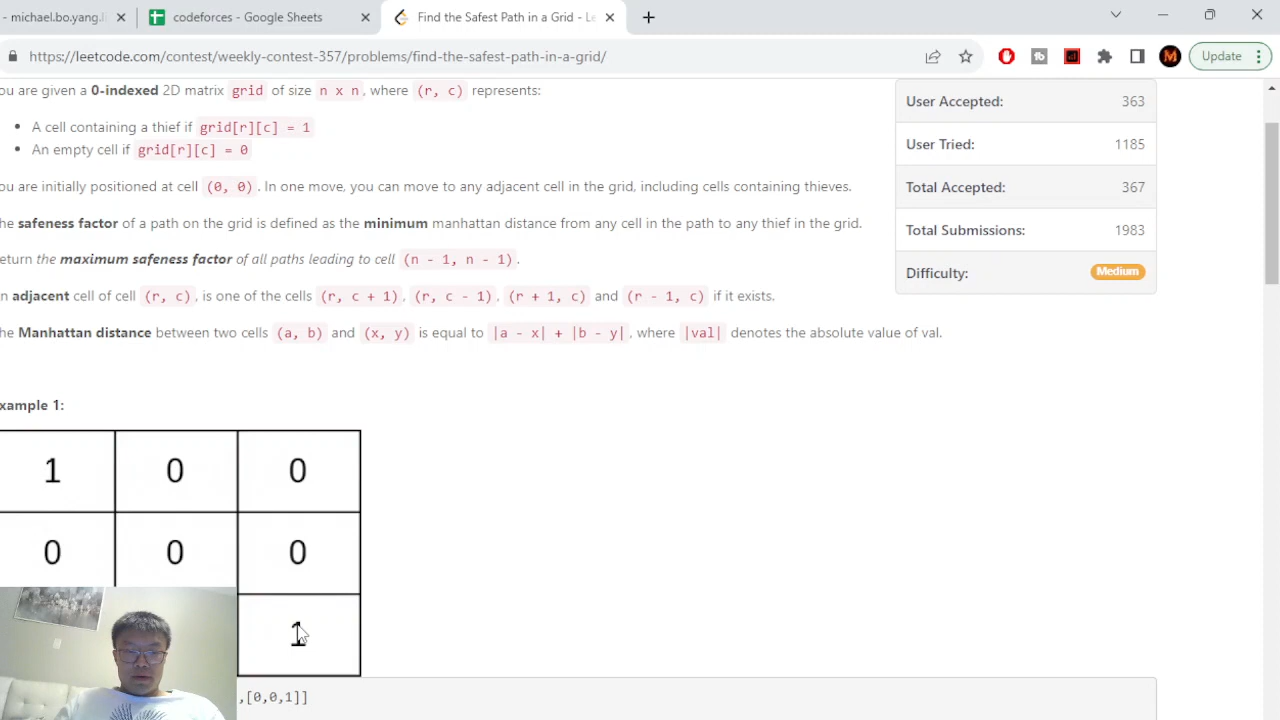 - michael.bo.yang.Ji
codeforces - Google Sheets
Find the Safest Path in a Grid - Le
https://leetcode.com/contest/weekly-contest-357/problems/find-the-safest-path-in-a-grid/
Update
ou are given a 0-indexed 2D matrix grid of size n x n, where (r, c) represents:
• A cell containing a thief if grid[r][c] = 1
• An empty cell if grid[r][c] = 0
ou are initially positioned at cell (0, 0). In one move, you can move to any adjacent cell in the grid, including cells containing thieves.
he safeness factor of a path on the grid is defined as the minimum manhattan distance from any cell in the path to any thief in the grid.
eturn the maximum safeness factor of all paths leading to cell (n - 1, n - 1).
n adjacent cell of cell (r, c), is one of the cells (r, c + 1), (r, c - 1), (r + 1, c) and (r - 1, c) if it exists.
he Manhattan distance between two cells (a, b) and (x, y) is equal to |a - x| + |b - y|, where |val| denotes the absolute value of val.
User Accepted: 363
User Tried: 1185
Total Accepted: 367
Total Submissions: 1983
Difficulty: Medium
xample 1:
1 0 0
0 0 0
1
,[0,0,1]]